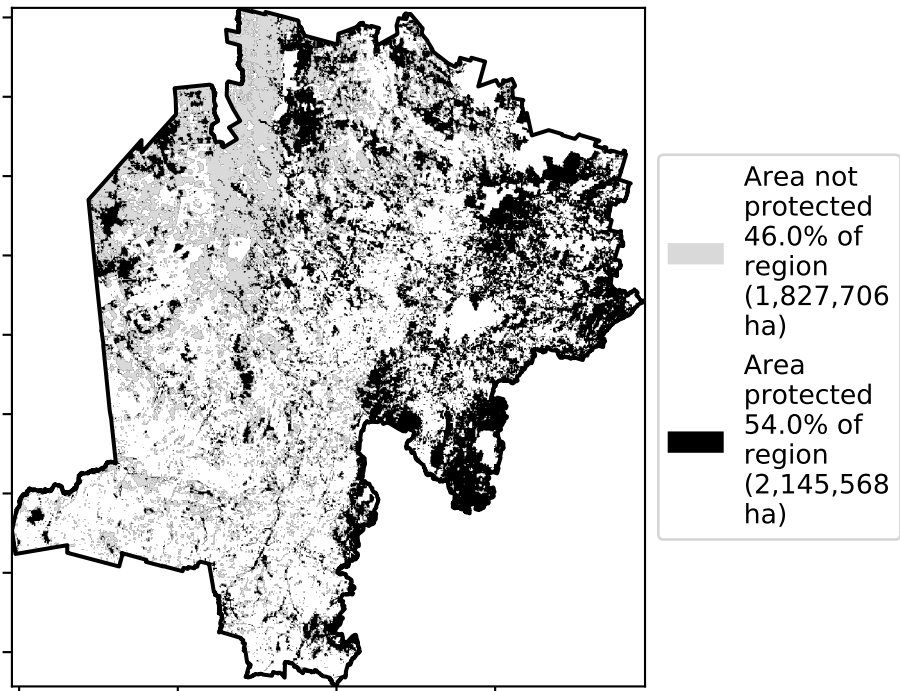 Area not
protected
46.0% of
region
(1,827,706
ha)
Area
protected
54.0% of
region
(2,145,568
ha)